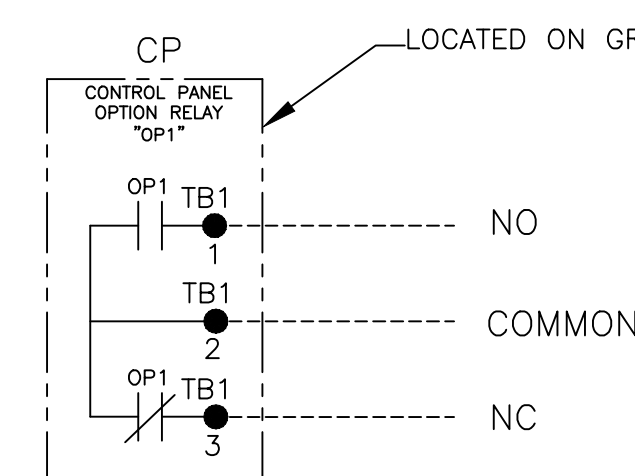 CP
LOCATED ON GR
CONTROL PANEL
OPTION RELAY
"OP1"
OP1 TB1
1
NO
TB1
2
COMMON
OP1 TB1
3
NC